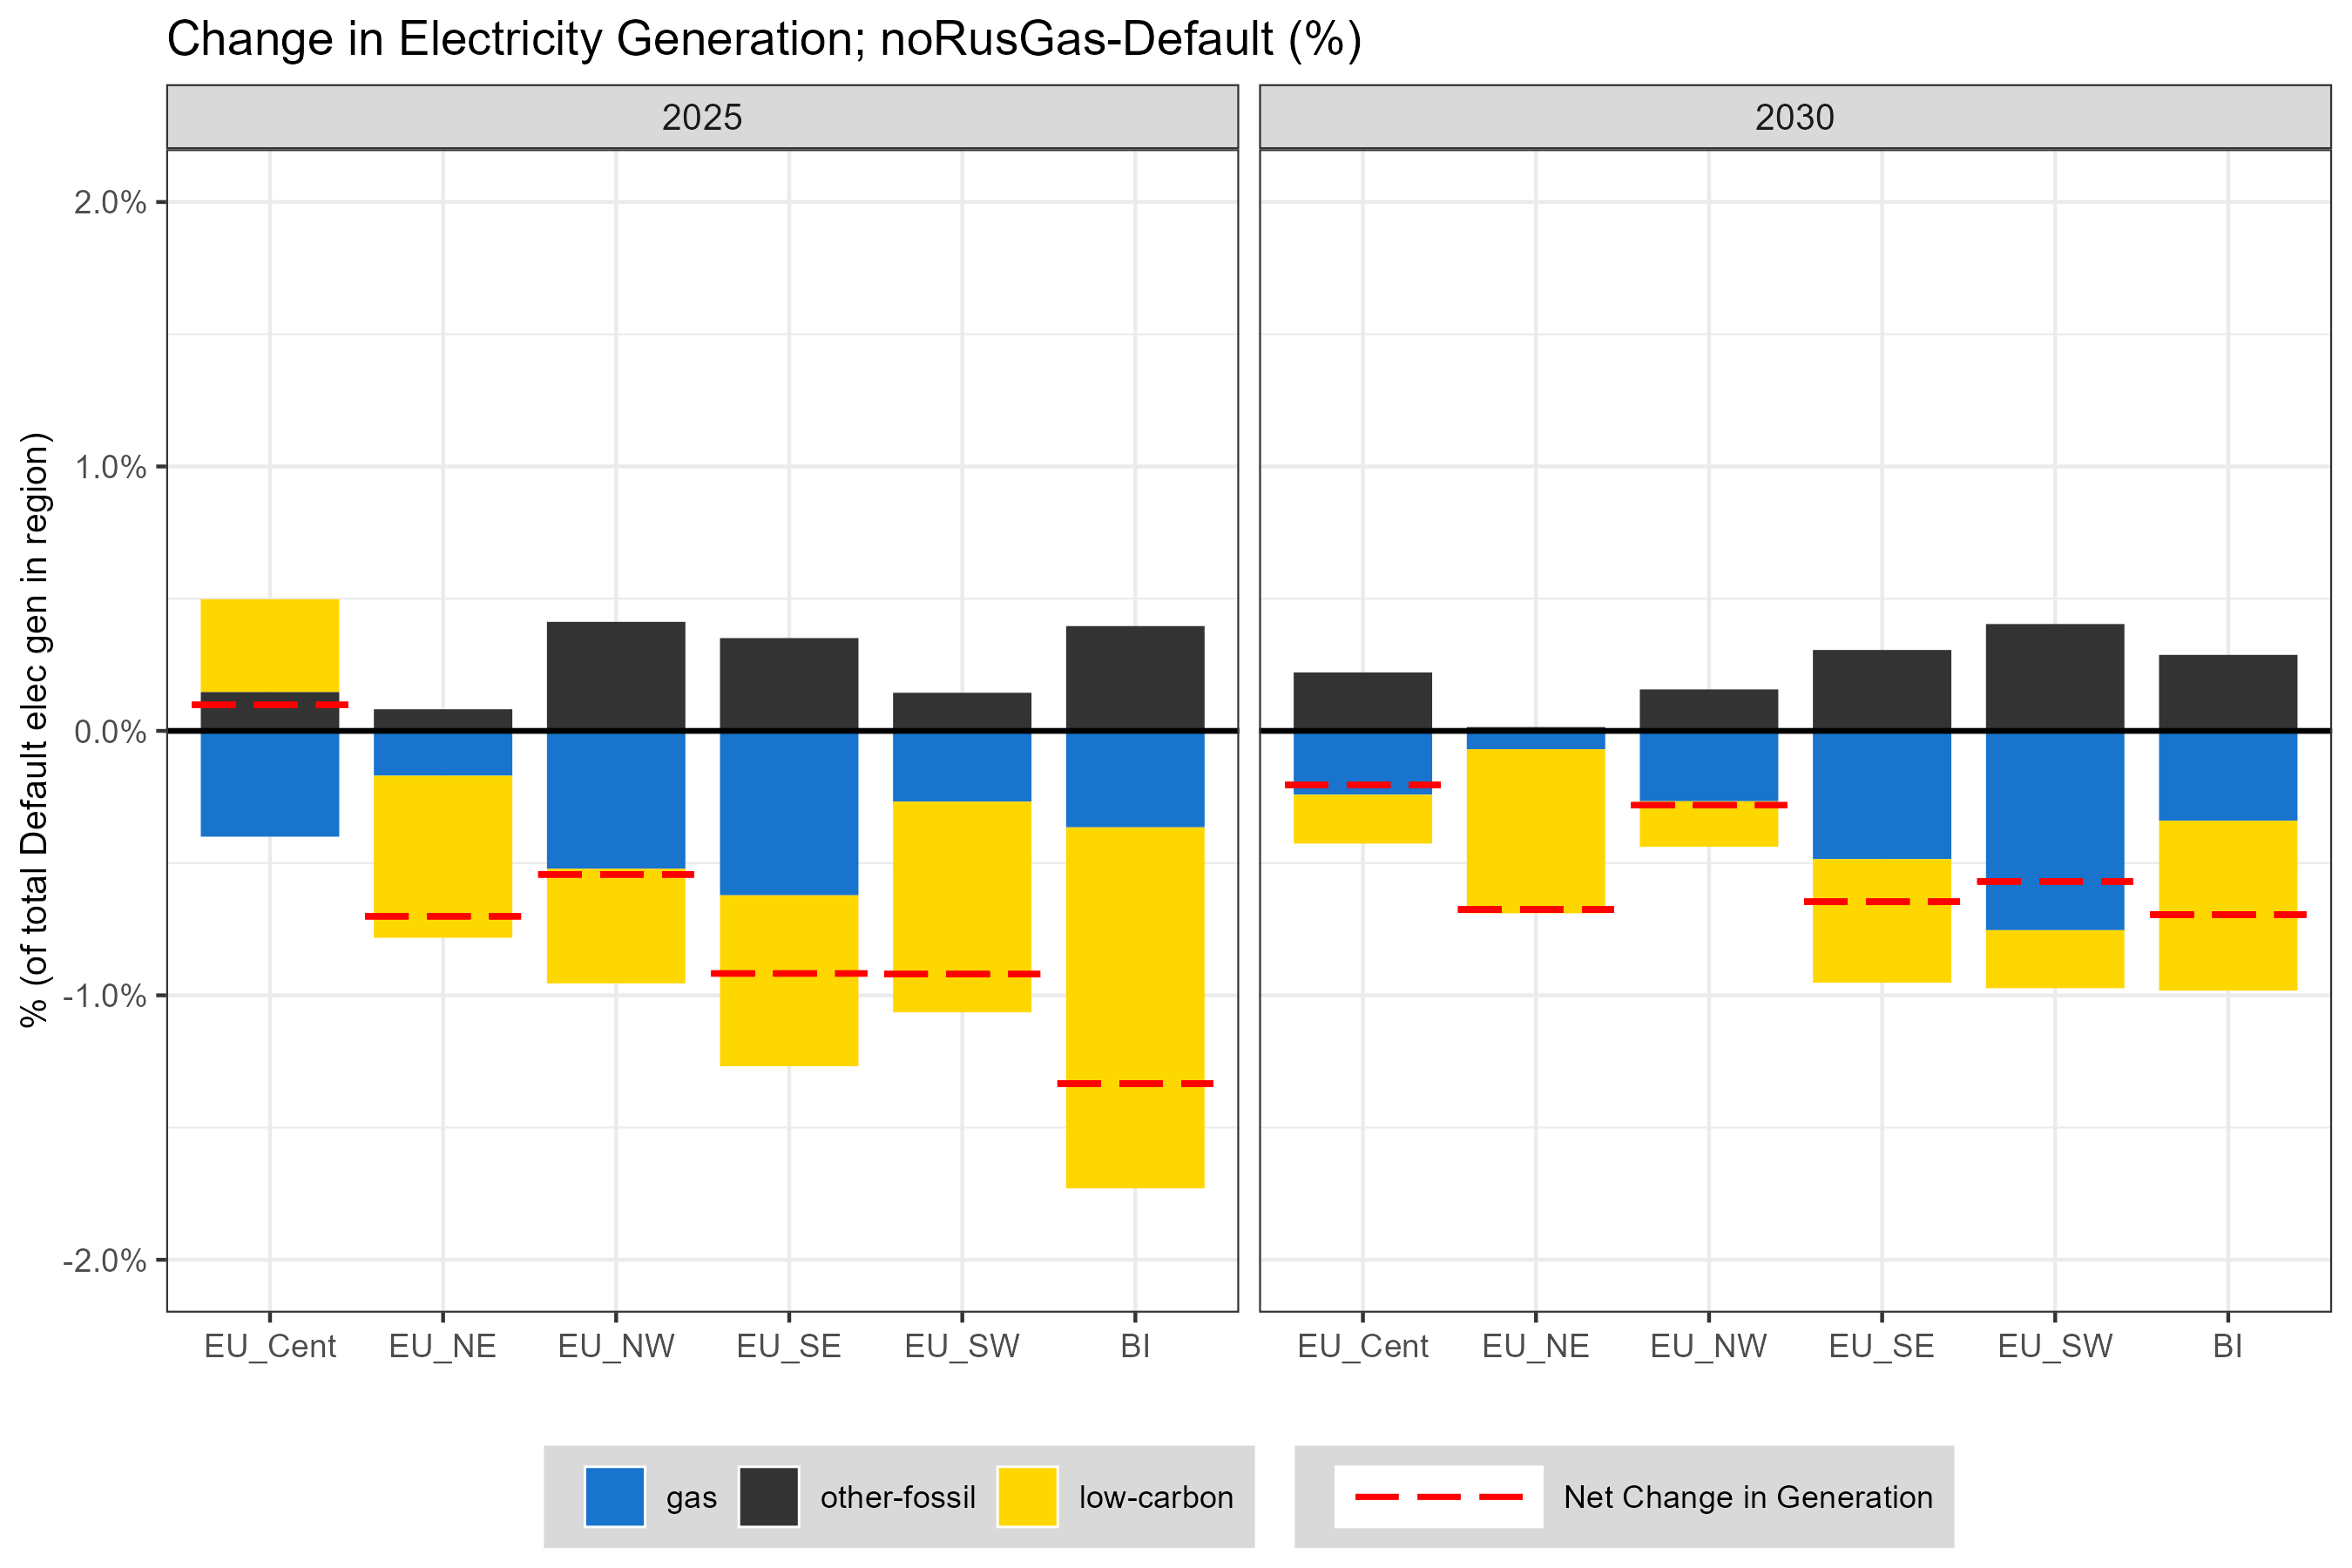 Change in Electricity Generation; noRusGas-Default (%)
2025
2030
% (of total Default elec gen in region)
2.0%
1.0%
0.0%
-1.0%
-2.0%
EU_Cent EU_NE EU_NW EU_SE EU_SW BI
EU_Cent EU_NE EU_NW EU_SE EU_SW BI
gas other-fossil low-carbon
Net Change in Generation